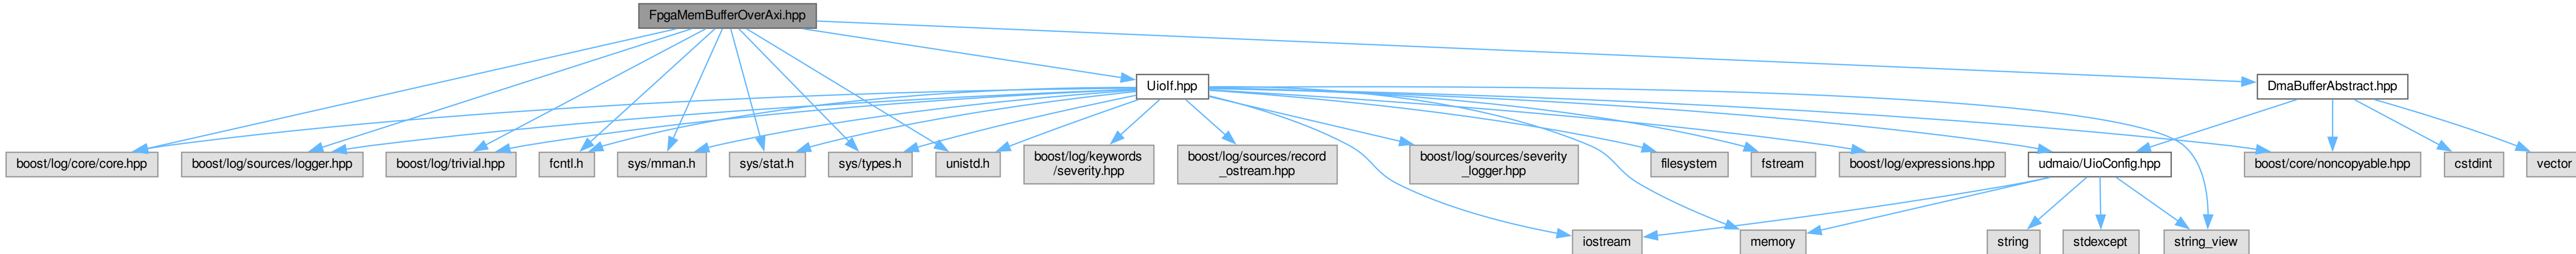 FpgaMemBufferOverAxi.hpp
UioIf.hpp
DmaBufferAbstract.hpp
boost/log/core/core.hpp
boost/log/sources/logger.hpp
boost/log/trivial.hpp
fcntl.h
sys/mman.h
sys/stat.h
sys/types.h
unistd.h
boost/log/keywords
/severity.hpp
boost/log/sources/record
_ostream.hpp
boost/log/sources/severity
_logger.hpp
filesystem
fstream
boost/log/expressions.hpp
udmaio/UioConfig.hpp
boost/core/noncopyable.hpp
cstdint
vector
iostream
memory
string
stdexcept
string_view